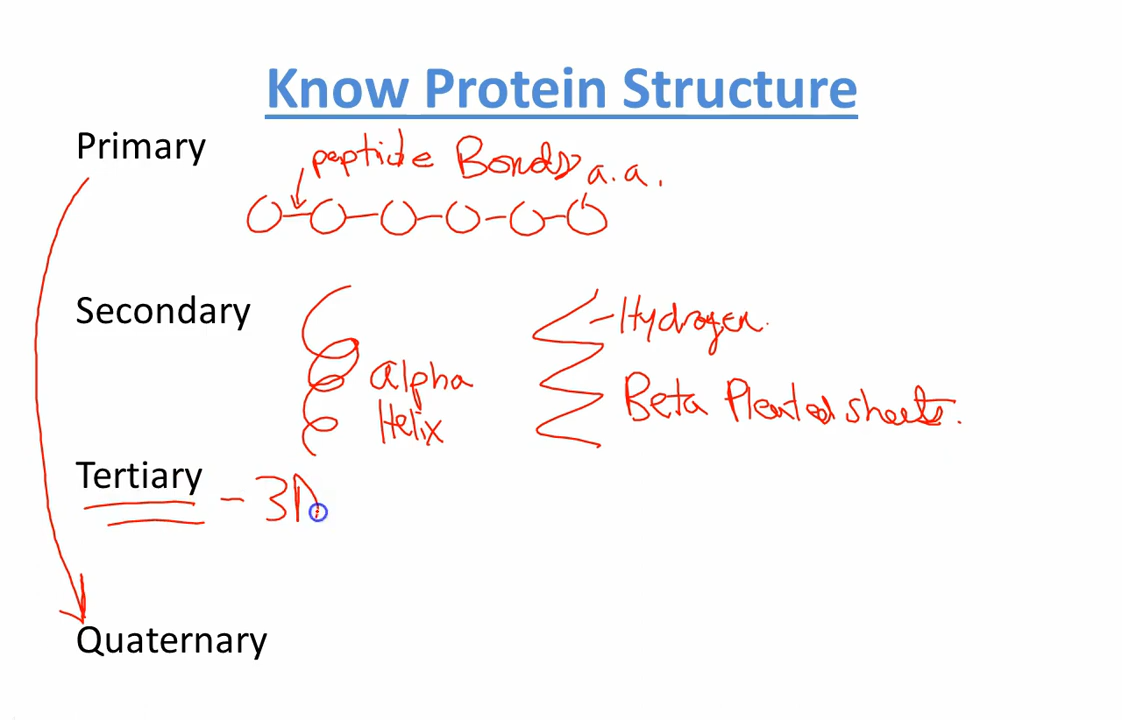 Know Protein Structure
Primary
peptide Bonds
a.a.
Secondary
Hydrogen.
Alpha
Helix
Beta Pleated sheets.
Tertiary - 3D
Quaternary